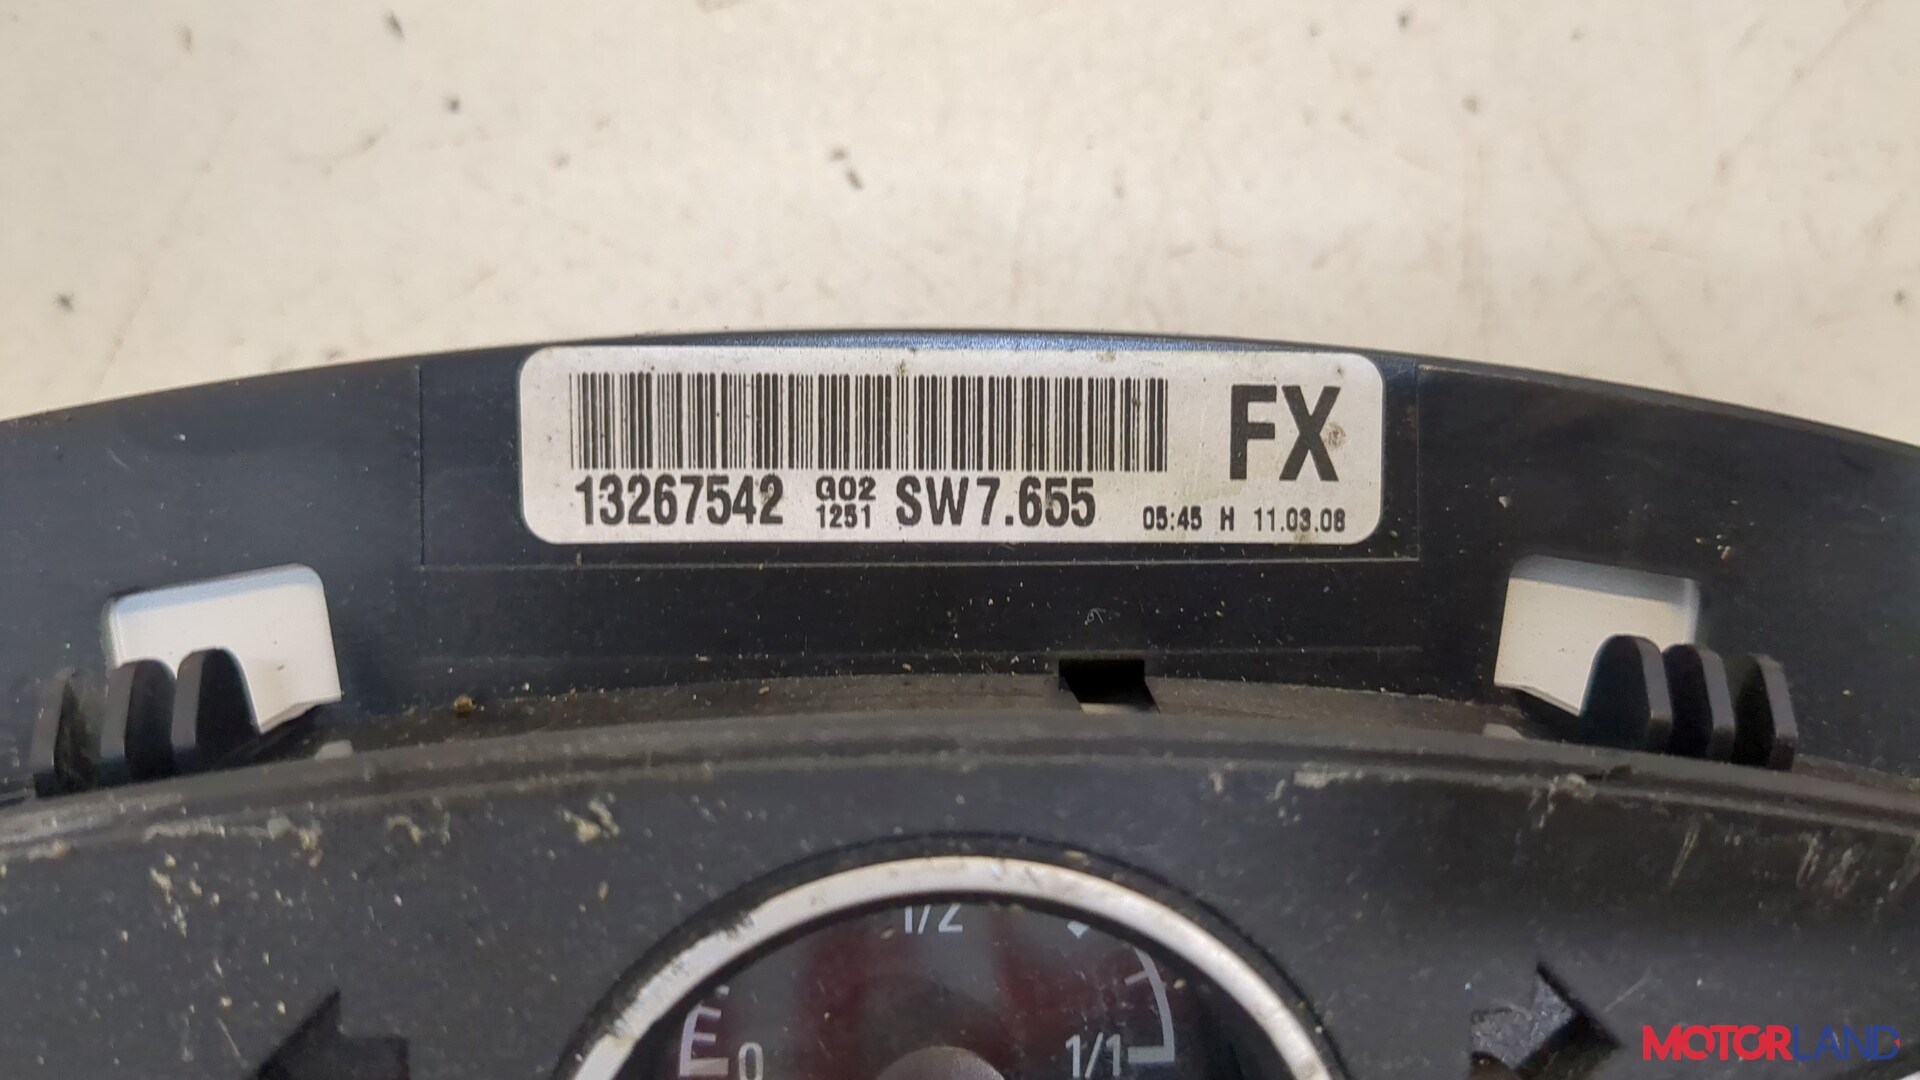 FX
13267542 G02 1251 SW7.655 05:45 H 11.03.08
1/2
E 0 1/1
MOTORLAND